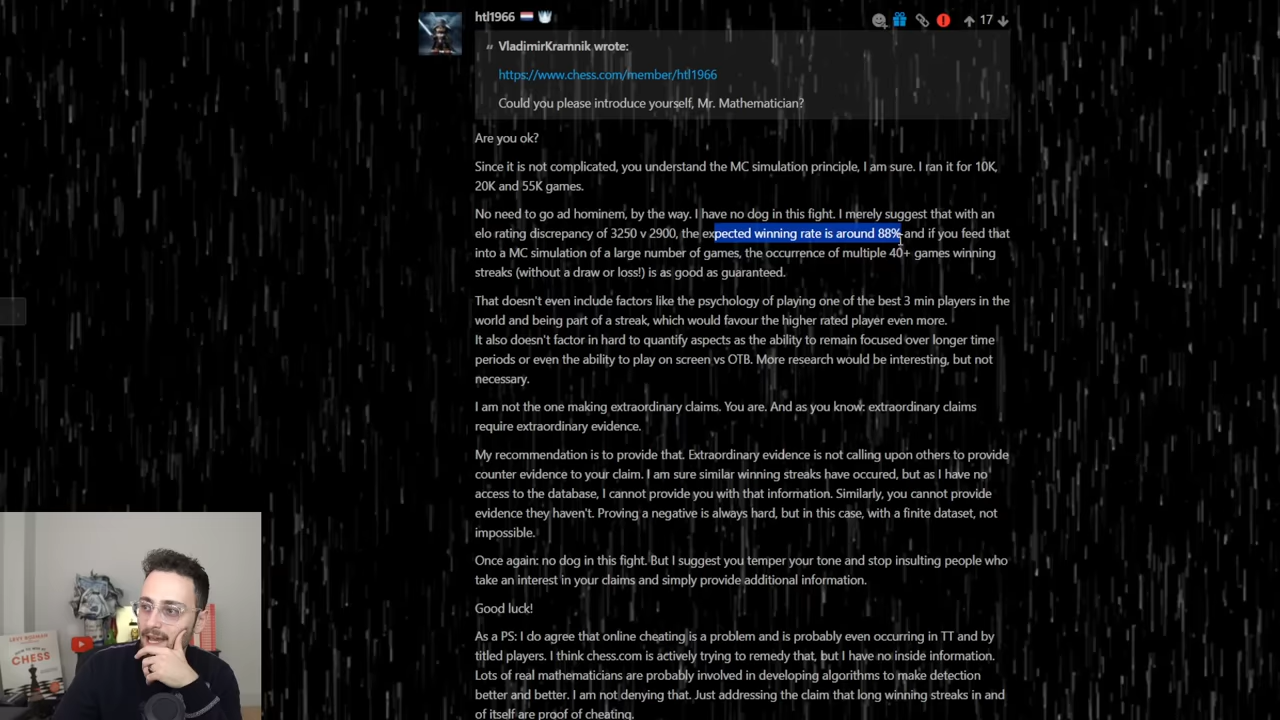 htl1966
17
VladimirKramnik wrote:
https://www.chess.com/member/htl1966
Could you please introduce yourself, Mr. Mathematician?
Are you ok?
Since it is not complicated, you understand the MC simulation principle, I am sure. I ran it for 10K,
20K and 55K games.
No need to go ad hominem, by the way. I have no dog in this fight. I merely suggest that with an
elo rating discrepancy of 3250 v 2900, the expected winning rate is around 88% and if you feed that
into a MC simulation of a large number of games, the occurrence of multiple 40+ games winning
streaks (without a draw or loss!) is as good as guaranteed.
That doesn't even include factors like the psychology of playing one of the best 3 min players in the
world and being part of a streak, which would favour the higher rated player even more.
It also doesn't factor in hard to quantify aspects as the ability to remain focused over longer time
periods or even the ability to play on screen vs OTB. More research would be interesting, but not
necessary.
I am not the one making extraordinary claims. You are. And as you know: extraordinary claims
require extraordinary evidence.
My recommendation is to provide that. Extraordinary evidence is not calling upon others to provide
counter evidence to your claim. I am sure similar winning streaks have occured, but as I have no
access to the database, I cannot provide you with that information. Similarly, you cannot provide
evidence they haven't. Proving a negative is always hard, but in this case, with a finite dataset, not
impossible.
Once again: no dog in this fight. But I suggest you temper your tone and stop insulting people who
take an interest in your claims and simply provide additional information.
Good luck!
As a PS: I do agree that online cheating is a problem and is probably even occurring in TT and by
titled players. I think chess.com is actively trying to remedy that, but I have no inside information.
Lots of real mathematicians are probably involved in developing algorithms to make detection
better and better. I am not denying that. Just addressing the claim that long winning streaks in and
of itself are proof of cheating.
LEVY ROZMAN
CHESS